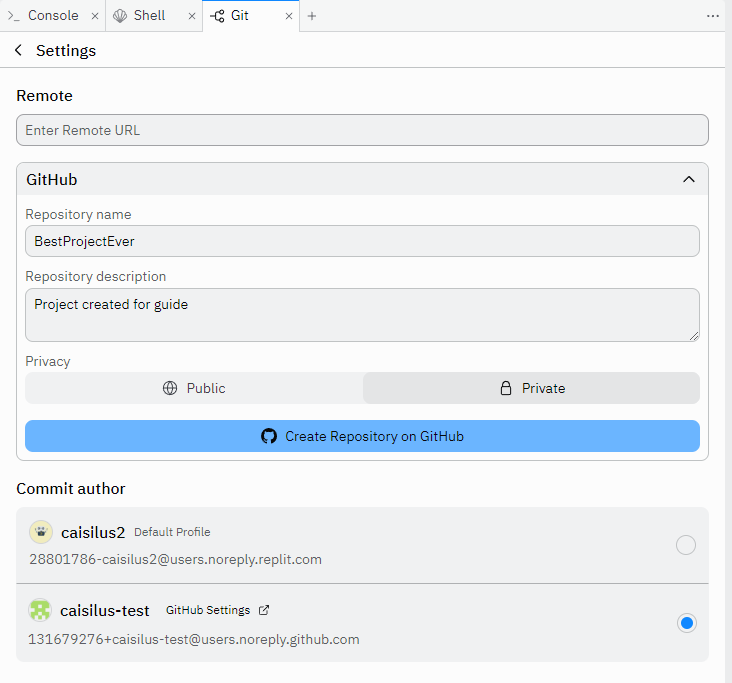 Console
Shell
Git
Settings
Remote
Enter Remote URL
GitHub
Repository name
BestProjectEver
Repository description
Project created for guide
Privacy
Public
Private
Create Repository on GitHub
Commit author
caisilus2 Default Profile
28801786-caisilus2@users.noreply.replit.com
caisilus-test GitHub Settings
131679276+caisilus-test@users.noreply.github.com